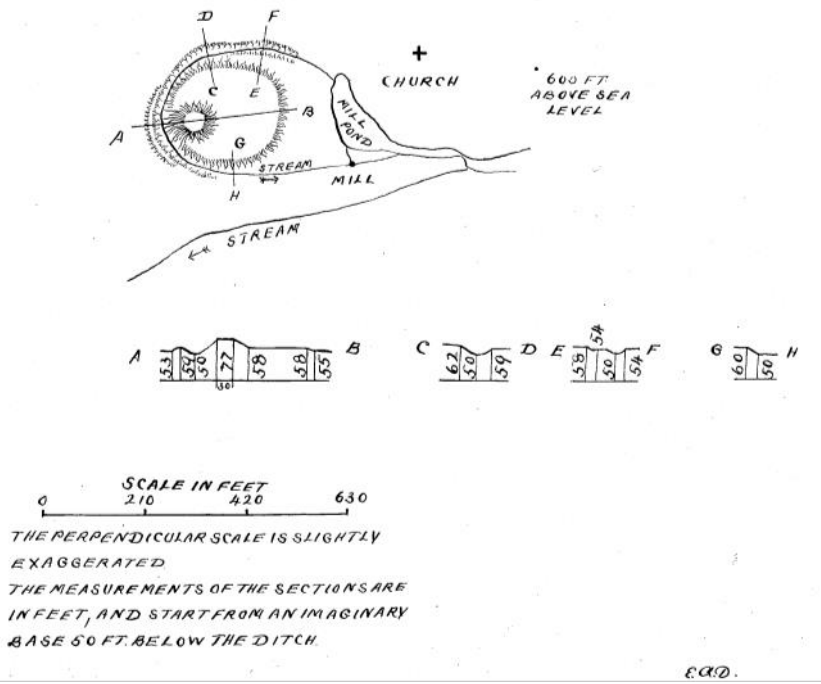 D F
+
CHURCH
600 FT
ABOVE SEA
LEVEL
C E
B
A
G
MILL
POND
STREAM
MILL
H
STREAM
A 53 59 50 77 58 58 55 B
30
C 62 50 59 D
E 58 54 50 54 F
G 60 50 H
SCALE IN FEET
0 210 420 630
THE PERPENDICULAR SCALE IS SLIGHTLY
EXAGGERATED
THE MEASUREMENTS OF THE SECTIONS ARE
IN FEET, AND START FROM AN IMAGINARY
BASE 50 FT. BELOW THE DITCH.
E.A.D.